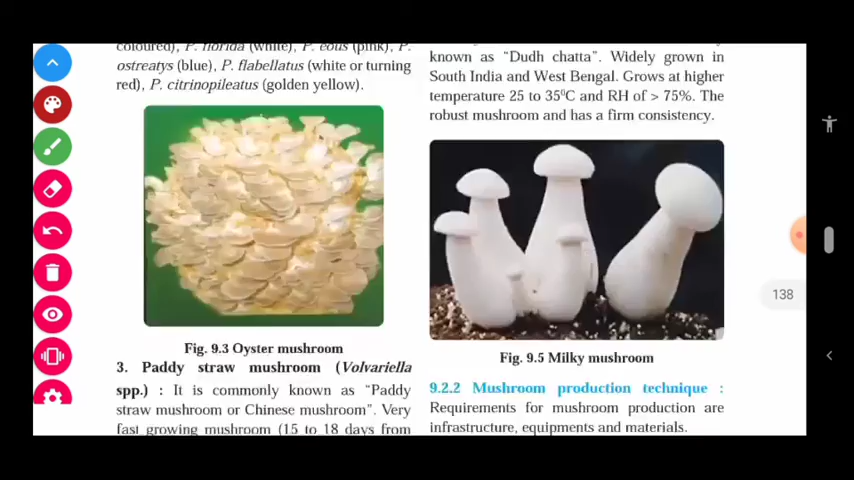 coloured), P. florida (white), P. eous (pink), P.
ostreatys (blue), P. flabellatus (white or turning
red), P. citrinopileatus (golden yellow).
Fig. 9.3 Oyster mushroom
3. Paddy straw mushroom (Volvariella
spp.) : It is commonly known as "Paddy
straw mushroom or Chinese mushroom". Very
fast growing mushroom (15 to 18 days from
known as "Dudh chatta". Widely grown in
South India and West Bengal. Grows at higher
temperature 25 to 35⁰C and RH of > 75%. The
robust mushroom and has a firm consistency.
Fig. 9.5 Milky mushroom
9.2.2 Mushroom production technique :
Requirements for mushroom production are
infrastructure, equipments and materials.
138